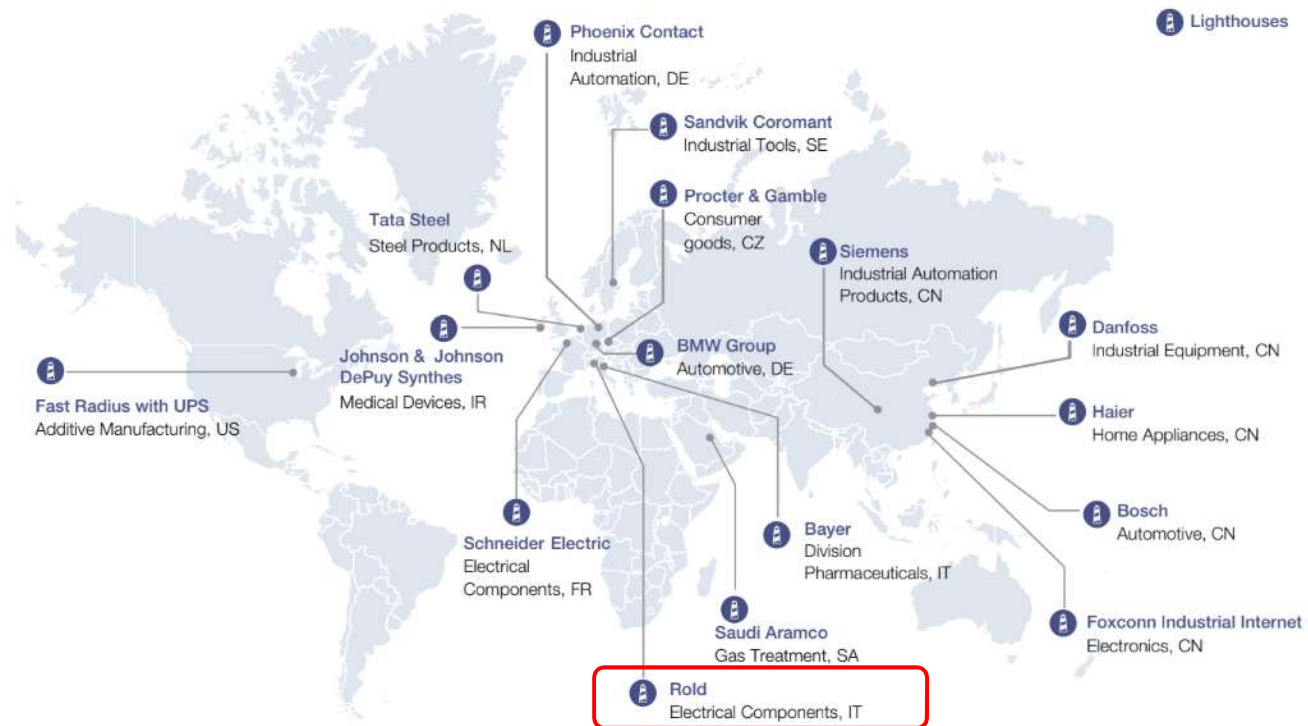 Lighthouses
Phoenix Contact
Industrial
Automation, DE
Sandvik Coromant
Industrial Tools, SE
Procter & Gamble
Consumer
goods, CZ
Tata Steel
Steel Products, NL
Siemens
Industrial Automation
Products, CN
Danfoss
Industrial Equipment, CN
Johnson & Johnson
DePuy Synthes
Medical Devices, IR
BMW Group
Automotive, DE
Fast Radius with UPS
Additive Manufacturing, US
Haier
Home Appliances, CN
Schneider Electric
Electrical
Components, FR
Bayer
Division
Pharmaceuticals, IT
Bosch
Automotive, CN
Saudi Aramco
Gas Treatment, SA
Foxconn Industrial Internet
Electronics, CN
Rold
Electrical Components, IT